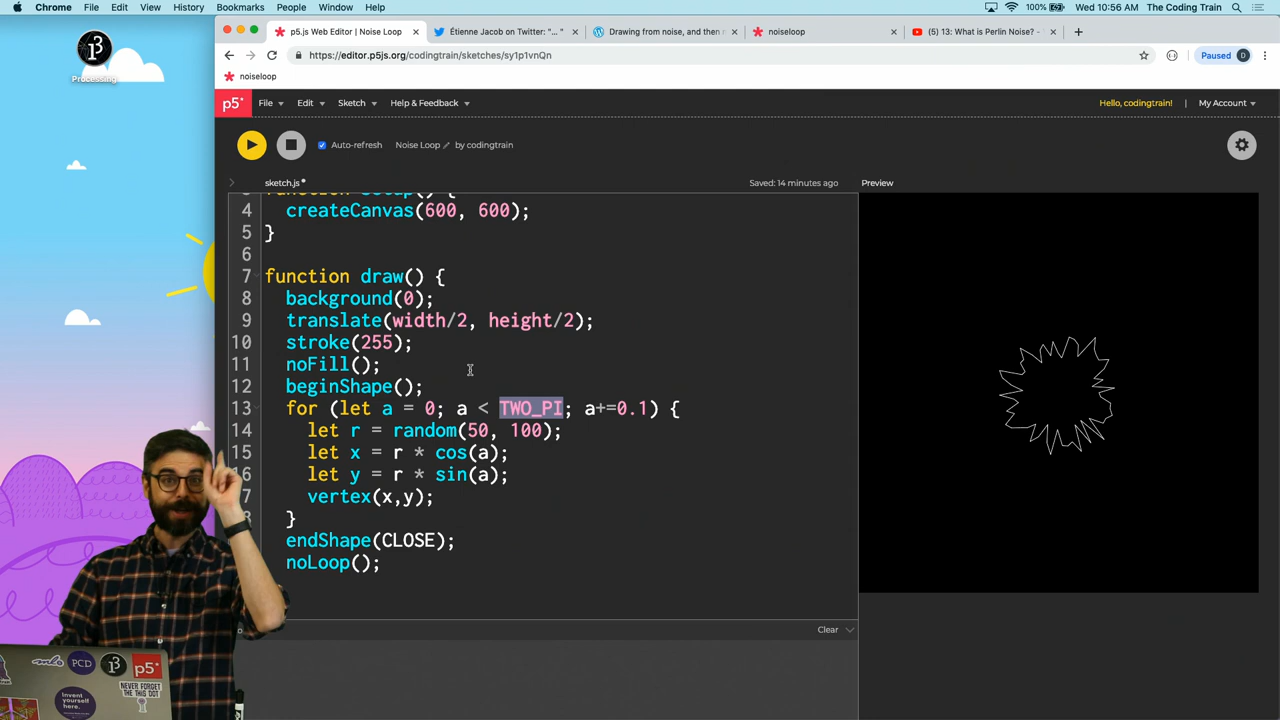 Chrome File Edit View History Bookmarks People Window Help 100% Wed 10:56 AM The Coding Train
p5.js Web Editor | Noise Loop × Étienne Jacob on Twitter: "... " × Drawing from noise, and then × noiseloop × (5) 13: What is Perlin Noise? - × +
https://editor.p5js.org/codingtrain/sketches/sy1p1vnQn Paused D
noiseloop
Processing
p5* File Edit Sketch Help & Feedback Hello, codingtrain! | My Account
Auto-refresh Noise Loop by codingtrain
sketch.js Saved: 14 minutes ago Preview
4 createCanvas(600, 600);
5 }
6
7 function draw() {
8 background(0);
9 translate(width/2, height/2);
10 stroke(255);
11 noFill();
12 beginShape();
13 for (let a = 0; a < TWO_PI; a+=0.1) {
14 let r = random(50, 100);
15 let x = r * cos(a);
16 let y = r * sin(a);
7 vertex(x,y);
}
endShape(CLOSE);
noLoop();
Clear
PCD
p5*
NEVER FORGET
THE THIS DOT
Invent
yourself
here.